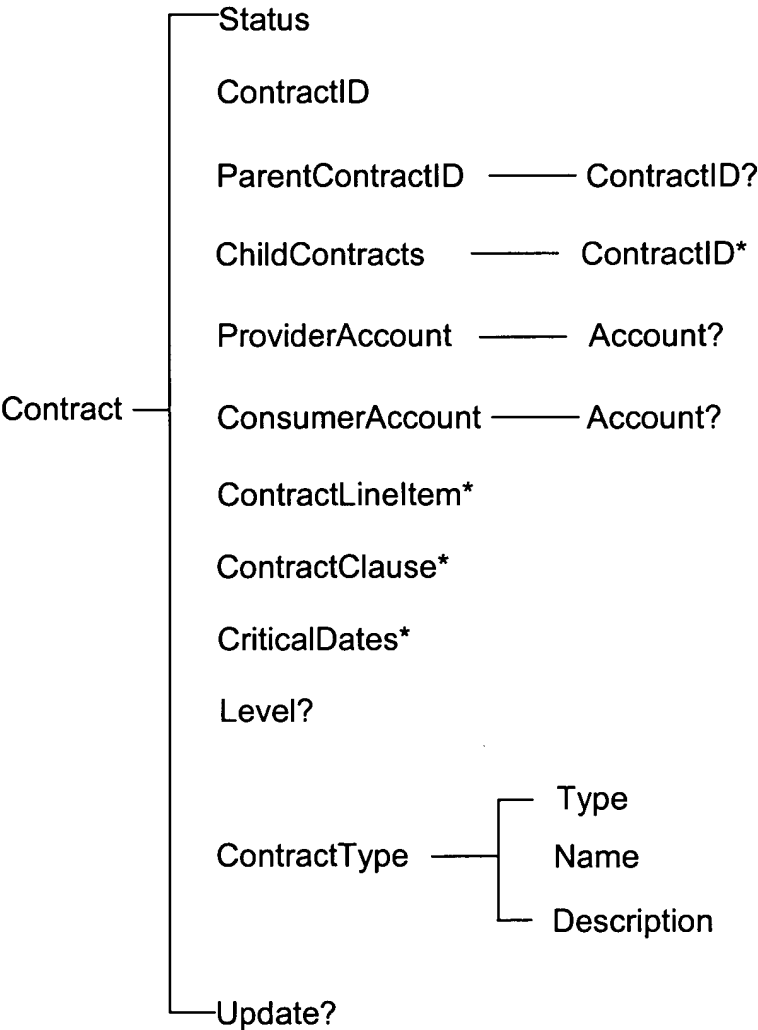 Status
ContractID
ParentContractID ContractID?
ChildContracts ContractID*
ProviderAccount Account?
Contract
ConsumerAccount Account?
ContractLineItem*
ContractClause*
CriticalDates*
Level?
Type
ContractType Name
Description
Update?